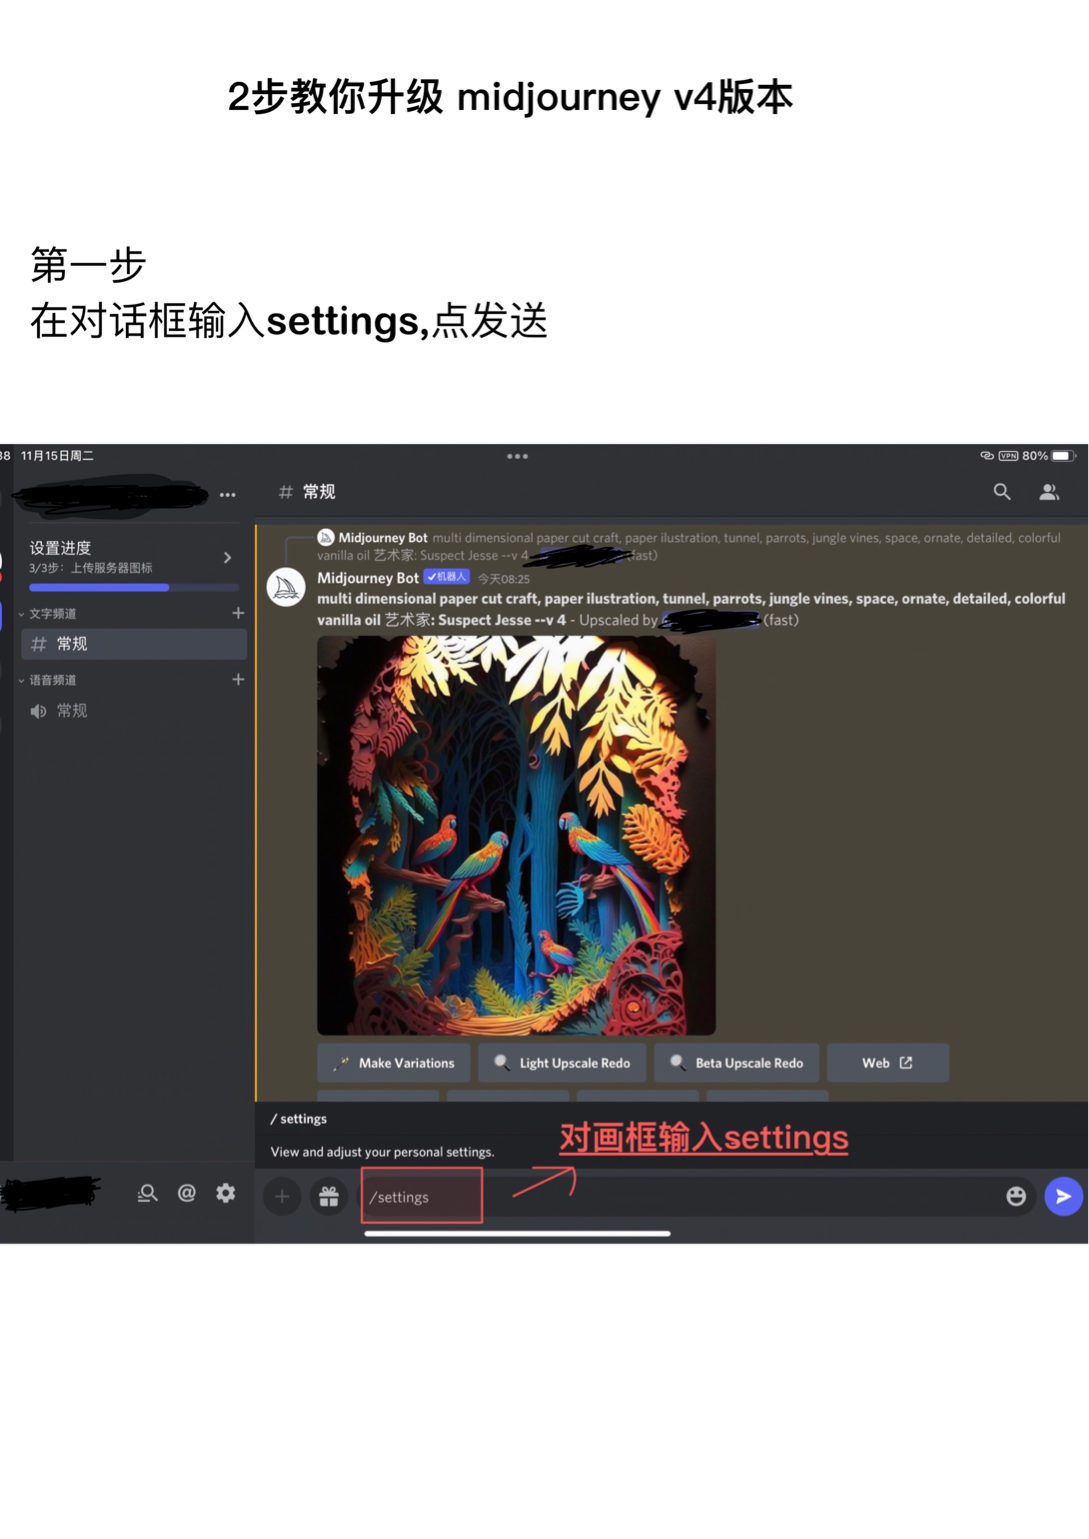 2步教你升级 midjourney v4版本
第一步
在对话框输入settings,点发送
38 11月15日周二
VPN 80%
设置进度
3/3步：上传服务器图标
文字频道
常规
语音频道
常规
# 常规
Midjourney Bot multi dimensional paper cut craft, paper ilustration, tunnel, parrots, jungle vines, space, ornate, detailed, colorful
vanilla oil 艺术家: Suspect Jesse --v 4 fast)
Midjourney Bot ✓机器人 今天08:25
multi dimensional paper cut craft, paper ilustration, tunnel, parrots, jungle vines, space, ornate, detailed, colorful
vanilla oil 艺术家: Suspect Jesse --v 4 - Upscaled by (fast)
Make Variations Light Upscale Redo Beta Upscale Redo Web
/ settings
View and adjust your personal settings.
对画框输入settings
/settings